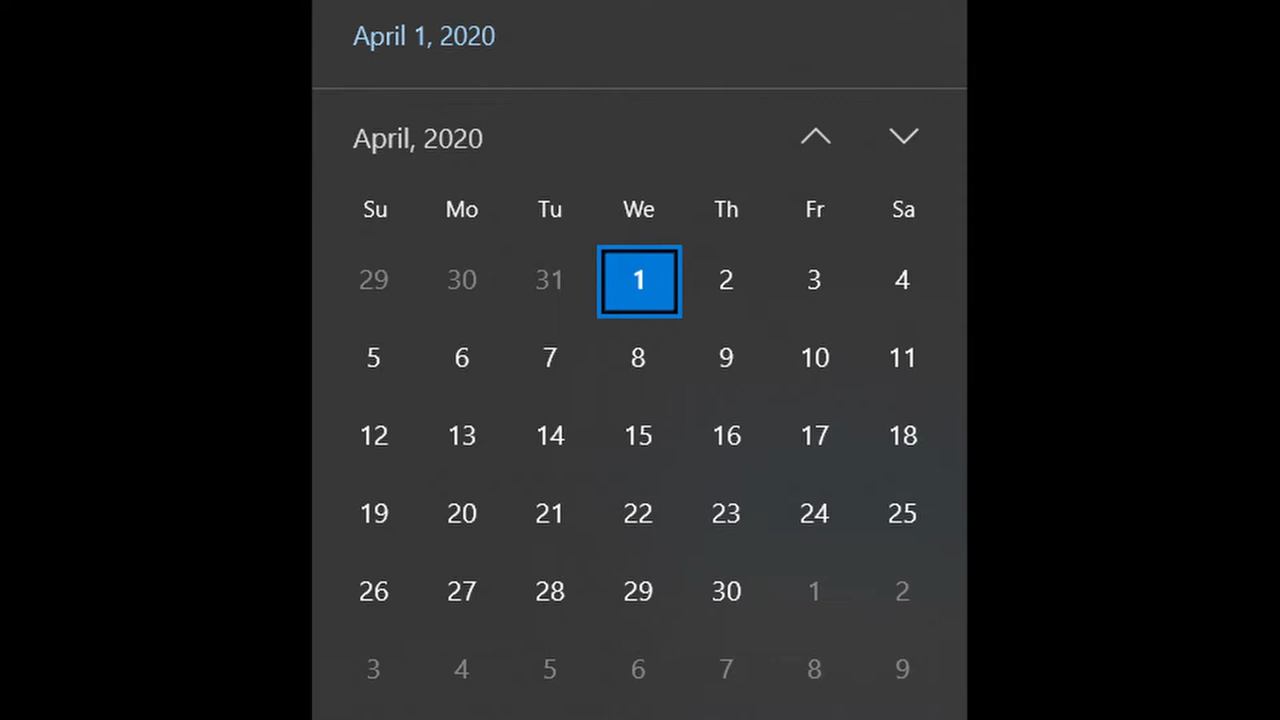 April 1, 2020
April, 2020
Su Mo Tu We Th Fr Sa
29 30 31 1 2 3 4
5 6 7 8 9 10 11
12 13 14 15 16 17 18
19 20 21 22 23 24 25
26 27 28 29 30 1 2
3 4 5 6 7 8 9